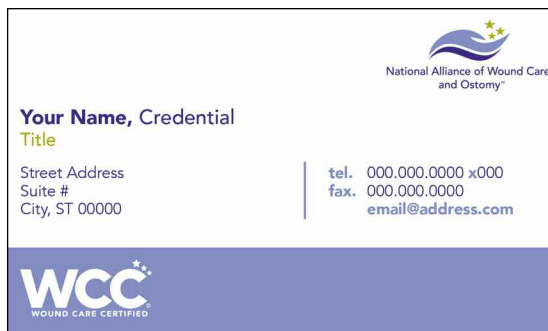 National Alliance of Wound Care
and Ostomy™
Your Name, Credential
Title
Street Address
Suite #
City, ST 00000
tel. 000.000.0000 x000
fax. 000.000.0000
email@address.com
WCC®
WOUND CARE CERTIFIED